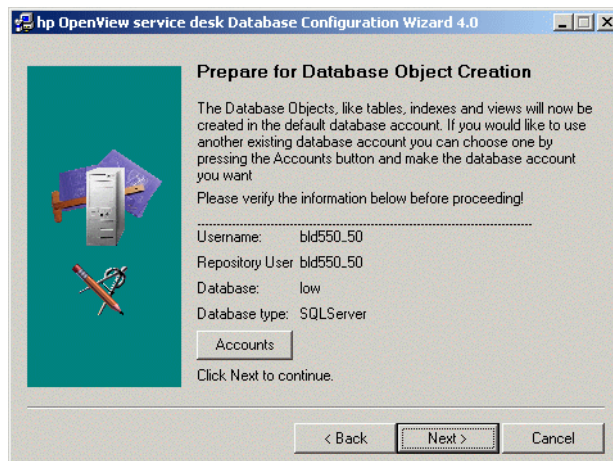 hp OpenView service desk Database Configuration Wizard 4.0
Prepare for Database Object Creation
The Database Objects, like tables, indexes and views will now be
created in the default database account. If you would like to use
another existing database account you can choose one by
pressing the Accounts button and make the database account
you want
Please verify the information below before proceeding!
Username: bld550_50
Repository User bld550_50
Database: low
Database type: SQLServer
Accounts
Click Next to continue.
< Back Next > Cancel